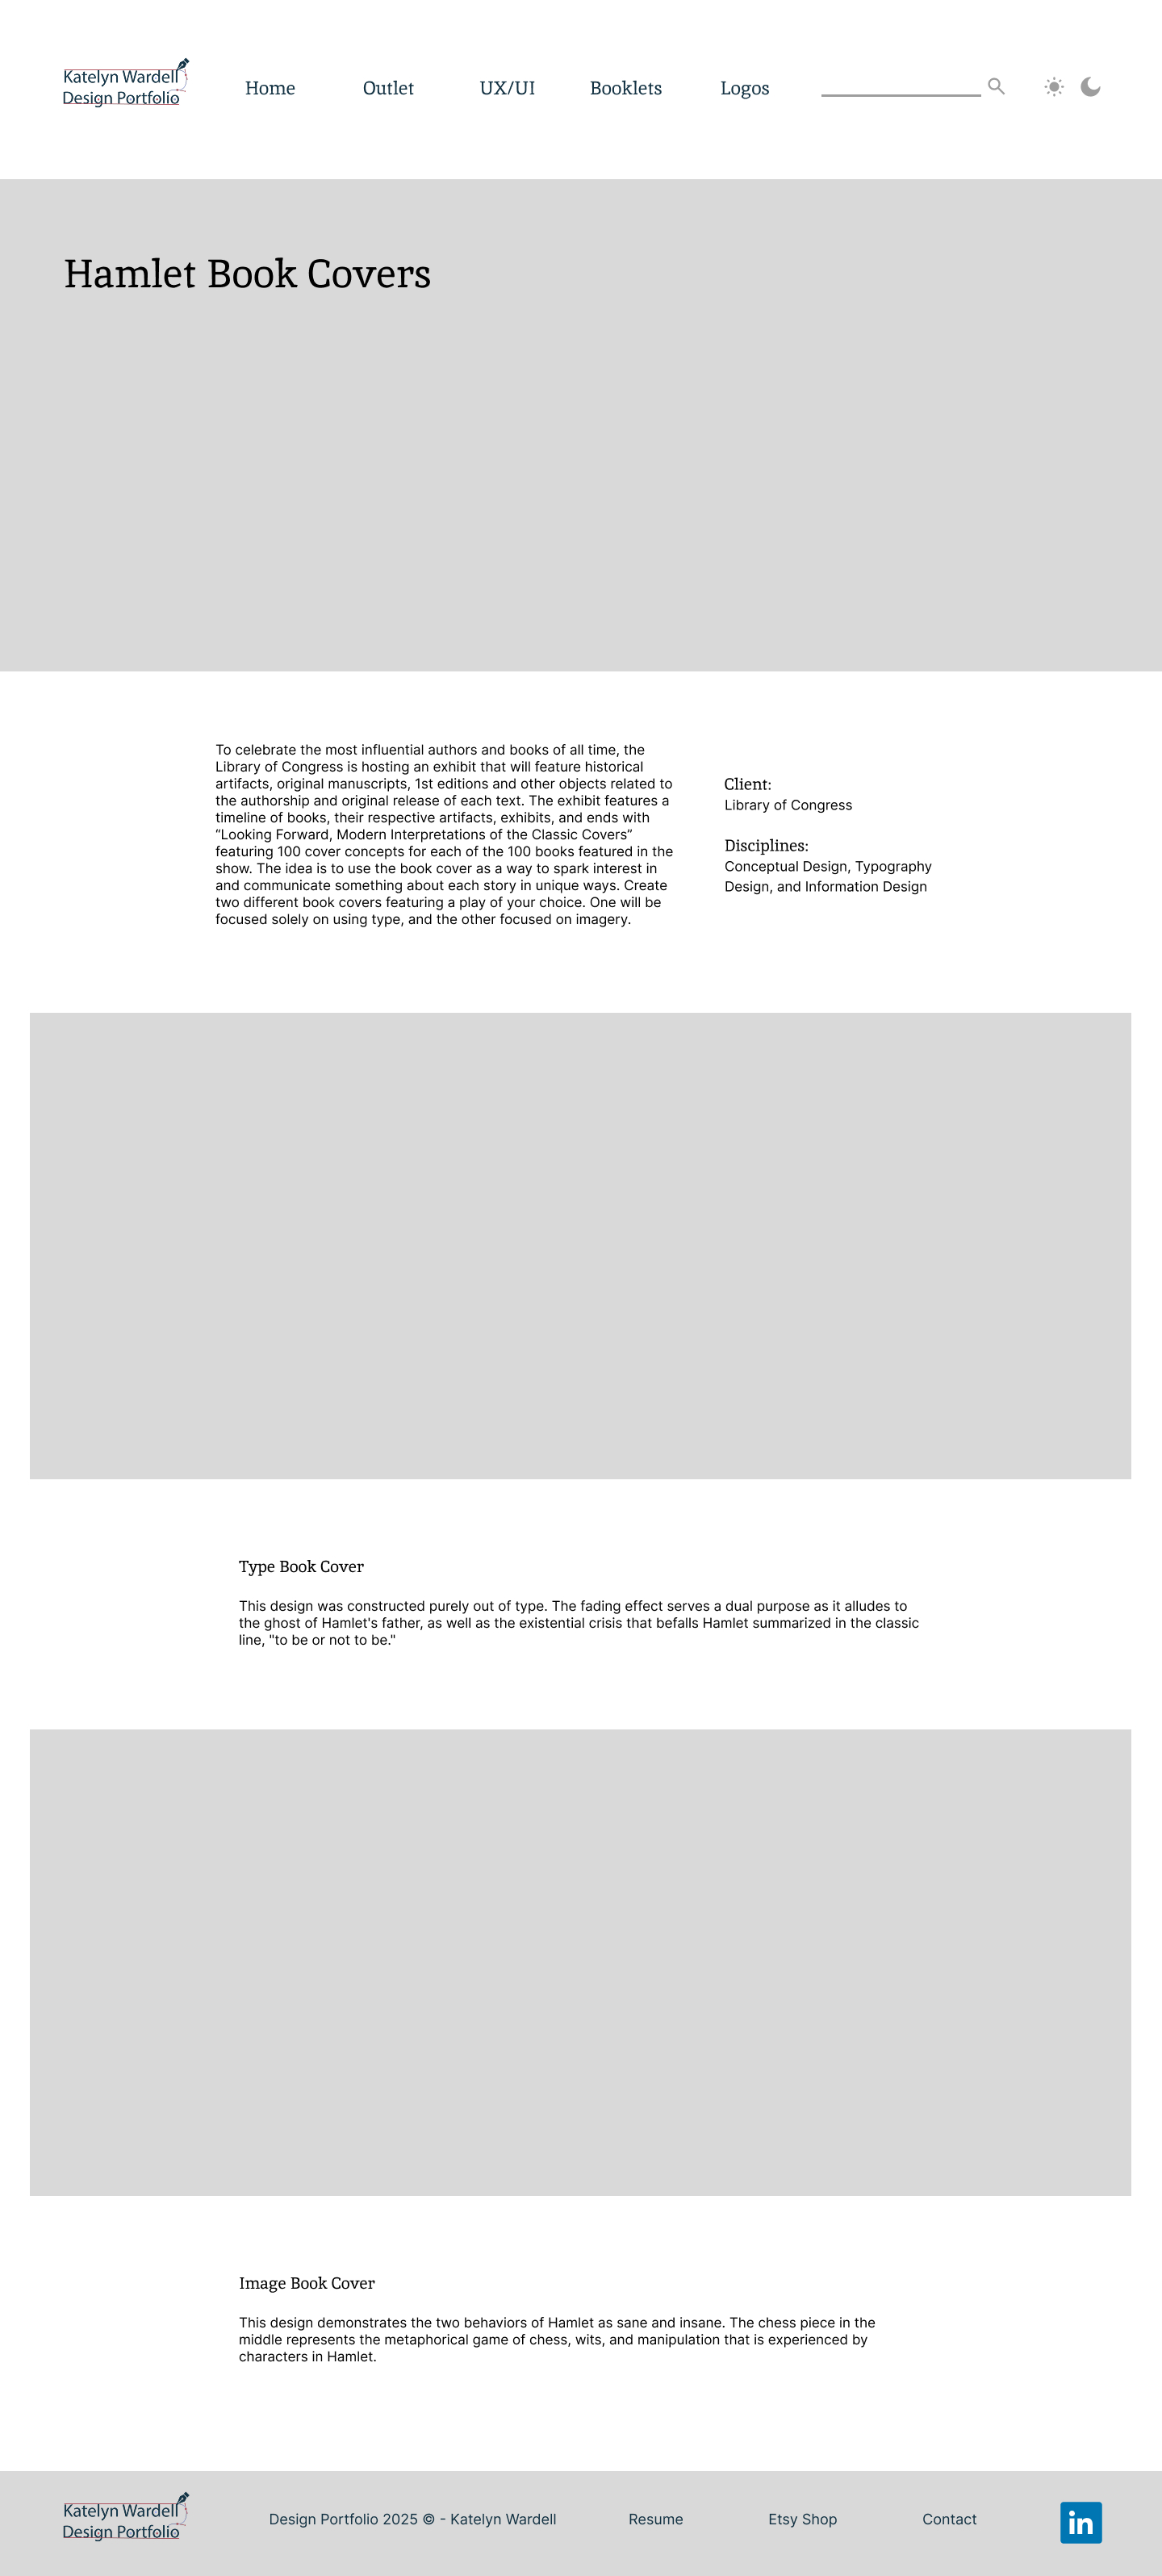 Katelyn Wardell
Design Portfolio
Home
Outlet
UX/UI
Booklets
Logos
Hamlet Book Covers
To celebrate the most influential authors and books of all time, the
Library of Congress is hosting an exhibit that will feature historical
artifacts, original manuscripts, 1st editions and other objects related to
the authorship and original release of each text. The exhibit features a
timeline of books, their respective artifacts, exhibits, and ends with
“Looking Forward, Modern Interpretations of the Classic Covers”
featuring 100 cover concepts for each of the 100 books featured in the
show. The idea is to use the book cover as a way to spark interest in
and communicate something about each story in unique ways. Create
two different book covers featuring a play of your choice. One will be
focused solely on using type, and the other focused on imagery.
Client:
Library of Congress
Disciplines:
Conceptual Design, Typography
Design, and Information Design
Type Book Cover
This design was constructed purely out of type. The fading effect serves a dual purpose as it alludes to
the ghost of Hamlet's father, as well as the existential crisis that befalls Hamlet summarized in the classic
line, "to be or not to be."
Image Book Cover
This design demonstrates the two behaviors of Hamlet as sane and insane. The chess piece in the
middle represents the metaphorical game of chess, wits, and manipulation that is experienced by
characters in Hamlet.
Katelyn Wardell
Design Portfolio
Design Portfolio 2025 © - Katelyn Wardell
Resume
Etsy Shop
Contact
in